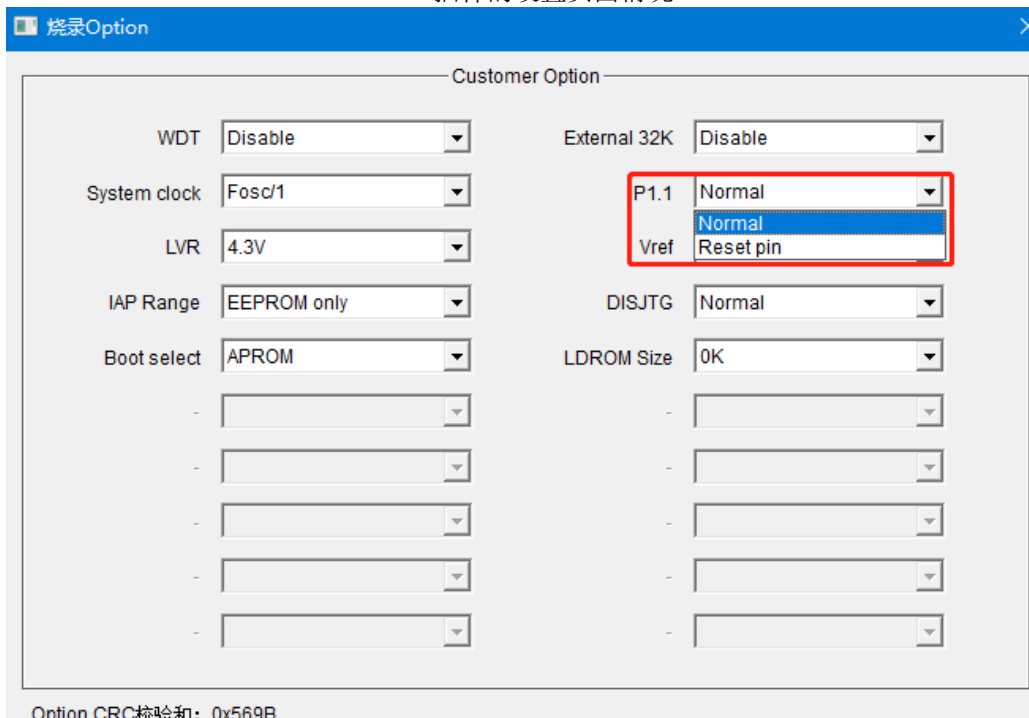 烧录Option
Customer Option
WDT Disable External 32K Disable
System clock Fosc/1 P1.1 Normal
Normal
LVR 4.3V Vref Reset pin
IAP Range EEPROM only DISJTG Normal
Boot select APROM LDROM Size 0K
- -
- -
- -
- -
- -
Option CRC校验和: 0x569B